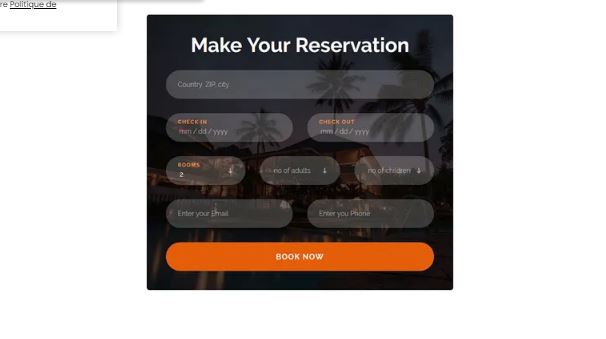 re Politique de
Make Your Reservation
Country, ZIP, city
CHECK IN
mm / dd / yyyy
CHECK OUT
mm / dd / yyyy
ROOMS
2
no of adults
no of children
Enter your Email
Enter you Phone
BOOK NOW